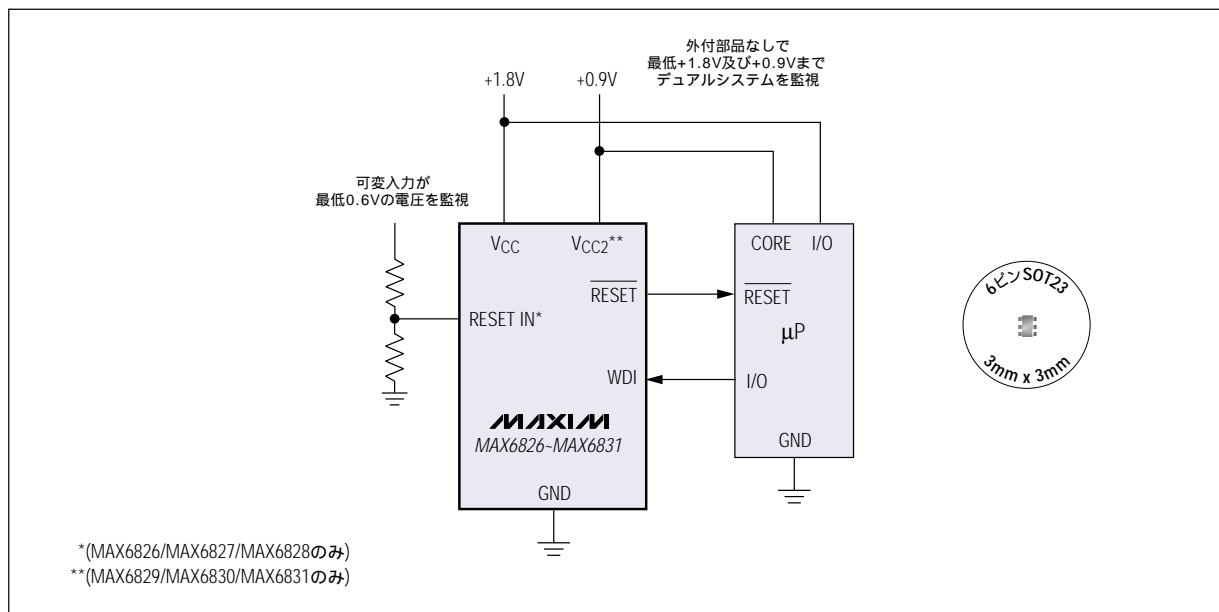 外付部品なしで
最低+1.8V及び+0.9Vまで
デュアルシステムを監視
+1.8V
+0.9V
可変入力が
最低0.6Vの電圧を監視
VCC
VCC2**
CORE
I/O
RESET
RESET
RESET IN*
µP
WDI
I/O
MAXIM
MAX6826~MAX6831
GND
GND
6ピンSOT23
3mm x 3mm
*(MAX6826/MAX6827/MAX6828のみ)
**(MAX6829/MAX6830/MAX6831のみ)